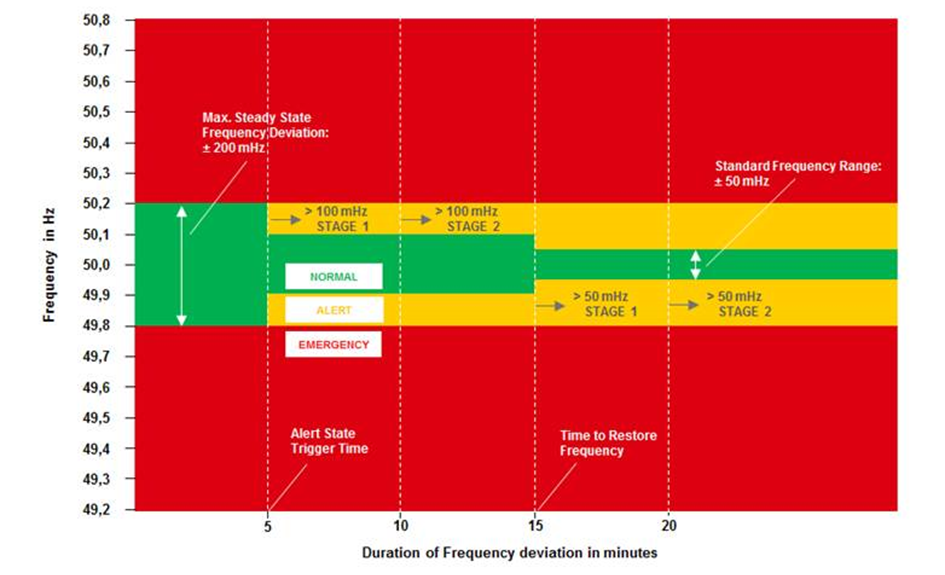 50,8
50,7
50,6
50,5
50,4
50,3
50,2
50,1
50,0
49,9
49,8
49,7
49,6
49,5
49,4
49,3
49,2
Frequency in Hz
Max. Steady State
Frequency Deviation:
± 200 mHz
Standard Frequency Range:
± 50 mHz
> 100 mHz
STAGE 1
> 100 mHz
STAGE 2
NORMAL
ALERT
EMERGENCY
> 50 mHz
STAGE 1
> 50 mHz
STAGE 2
Alert State
Trigger Time
Time to Restore
Frequency
5
10
15
20
Duration of Frequency deviation in minutes